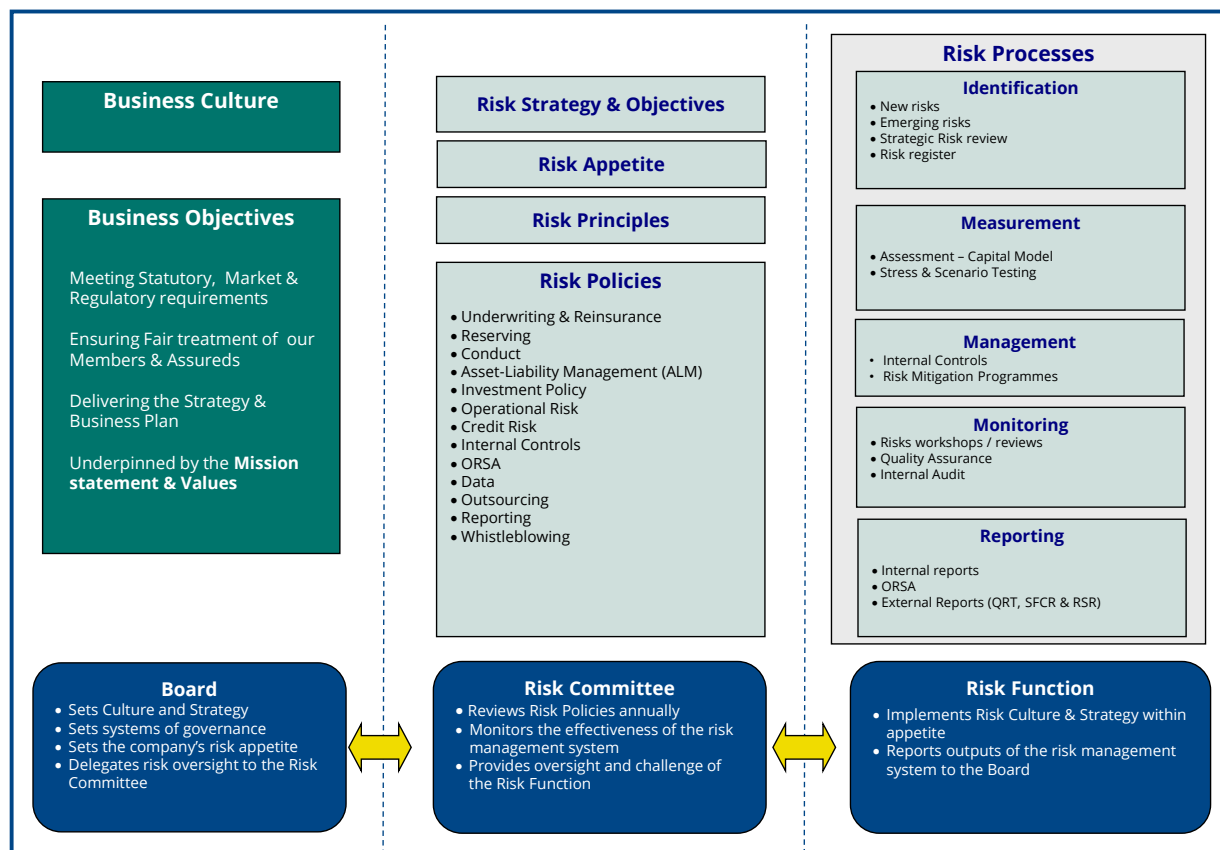 Business Culture
Business Objectives
Meeting Statutory, Market &
Regulatory requirements
Ensuring Fair treatment of our
Members & Assureds
Delivering the Strategy &
Business Plan
Underpinned by the Mission
statement & Values
Board
• Sets Culture and Strategy
• Sets systems of governance
• Sets the company's risk appetite
• Delegates risk oversight to the Risk
Committee
Risk Strategy & Objectives
Risk Appetite
Risk Principles
Risk Policies
• Underwriting & Reinsurance
• Reserving
• Conduct
• Asset-Liability Management (ALM)
• Investment Policy
• Operational Risk
• Credit Risk
• Internal Controls
• ORSA
• Data
• Outsourcing
• Reporting
• Whistleblowing
Risk Committee
• Reviews Risk Policies annually
• Monitors the effectiveness of the risk
management system
• Provides oversight and challenge of
the Risk Function
Risk Processes
Identification
• New risks
• Emerging risks
• Strategic Risk review
• Risk register
Measurement
• Assessment – Capital Model
• Stress & Scenario Testing
Management
• Internal Controls
• Risk Mitigation Programmes
Monitoring
• Risks workshops / reviews
• Quality Assurance
• Internal Audit
Reporting
• Internal reports
• ORSA
• External Reports (QRT, SFCR & RSR)
Risk Function
• Implements Risk Culture & Strategy within
appetite
• Reports outputs of the risk management
system to the Board